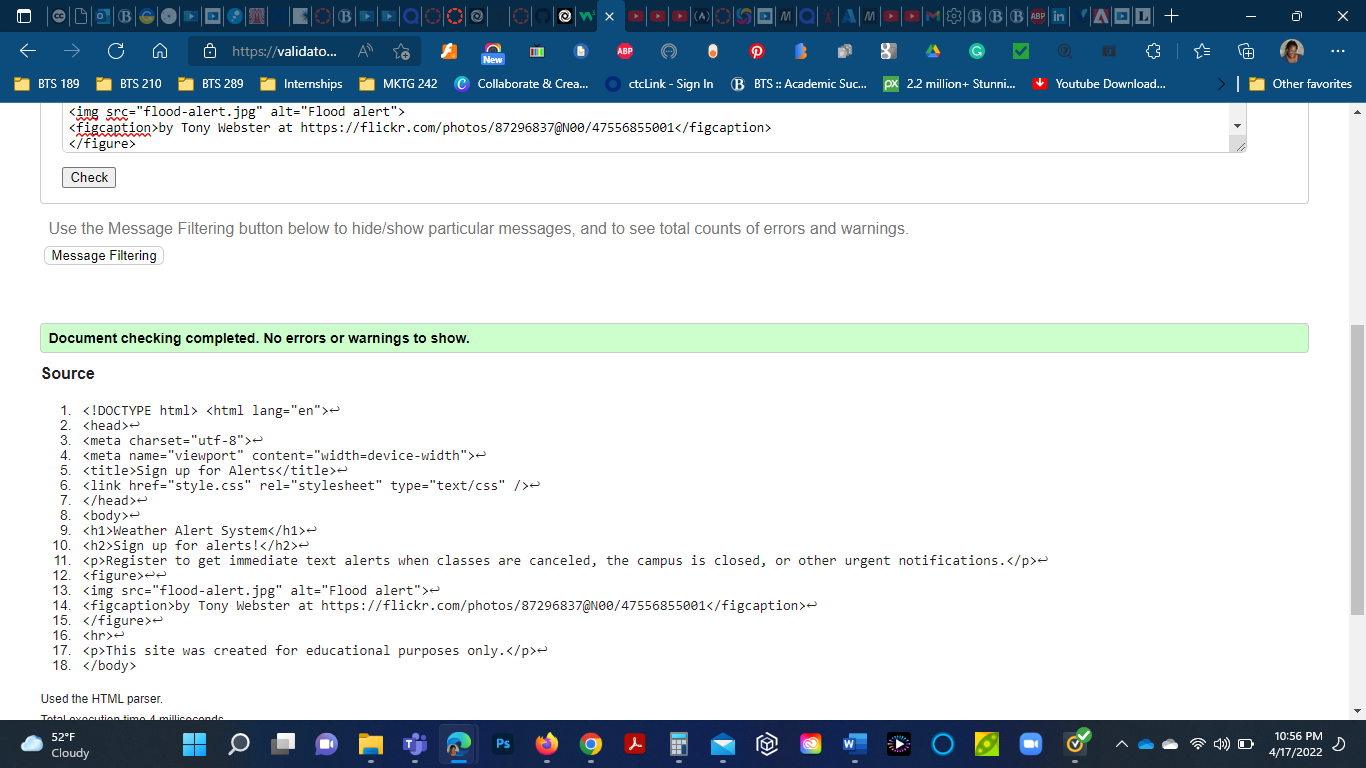 https://validato...
New
ABP
ABP
BTS 189
BTS 210
BTS 289
Internships
MKTG 242
Collaborate & Crea...
ctcLink - Sign In
BTS :: Academic Suc...
2.2 million+ Stunni...
Youtube Download...
Other favorites
<img src="flood-alert.jpg" alt="Flood alert">
<figcaption>by Tony Webster at https://flickr.com/photos/87296837@N00/47556855001</figcaption>
</figure>
Check
Use the Message Filtering button below to hide/show particular messages, and to see total counts of errors and warnings.
Message Filtering
Document checking completed. No errors or warnings to show.
Source
1. <!DOCTYPE html> <html lang="en">↩
2. <head>↩
3. <meta charset="utf-8">↩
4. <meta name="viewport" content="width=device-width">↩
5. <title>Sign up for Alerts</title>↩
6. <link href="style.css" rel="stylesheet" type="text/css" />↩
7. </head>↩
8. <body>↩
9. <h1>Weather Alert System</h1>↩
10. <h2>Sign up for alerts!</h2>↩
11. <p>Register to get immediate text alerts when classes are canceled, the campus is closed, or other urgent notifications.</p>↩
12. <figure>↩↩
13. <img src="flood-alert.jpg" alt="Flood alert">↩
14. <figcaption>by Tony Webster at https://flickr.com/photos/87296837@N00/47556855001</figcaption>↩
15. </figure>↩
16. <hr>↩
17. <p>This site was created for educational purposes only.</p>↩
18. </body>
Used the HTML parser.
Total execution time 4 milliseconds.
52°F
Cloudy
Ps
10:56 PM
4/17/2022